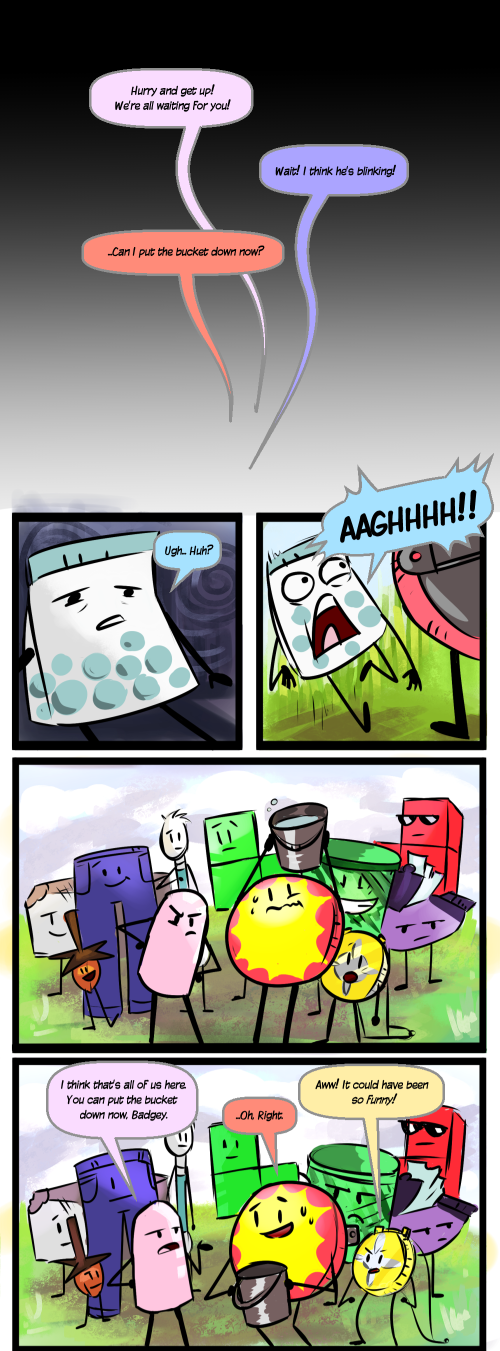 Hurry and get up!
We're all waiting for you!
Wait! I think he's blinking!
...Can I put the bucket down now?
Ugh... Huh?
AAGHHHH!!
I think that's all of us here.
You can put the bucket
down now, Badgey.
...Oh. Right.
Aww! It could have been
so funny!